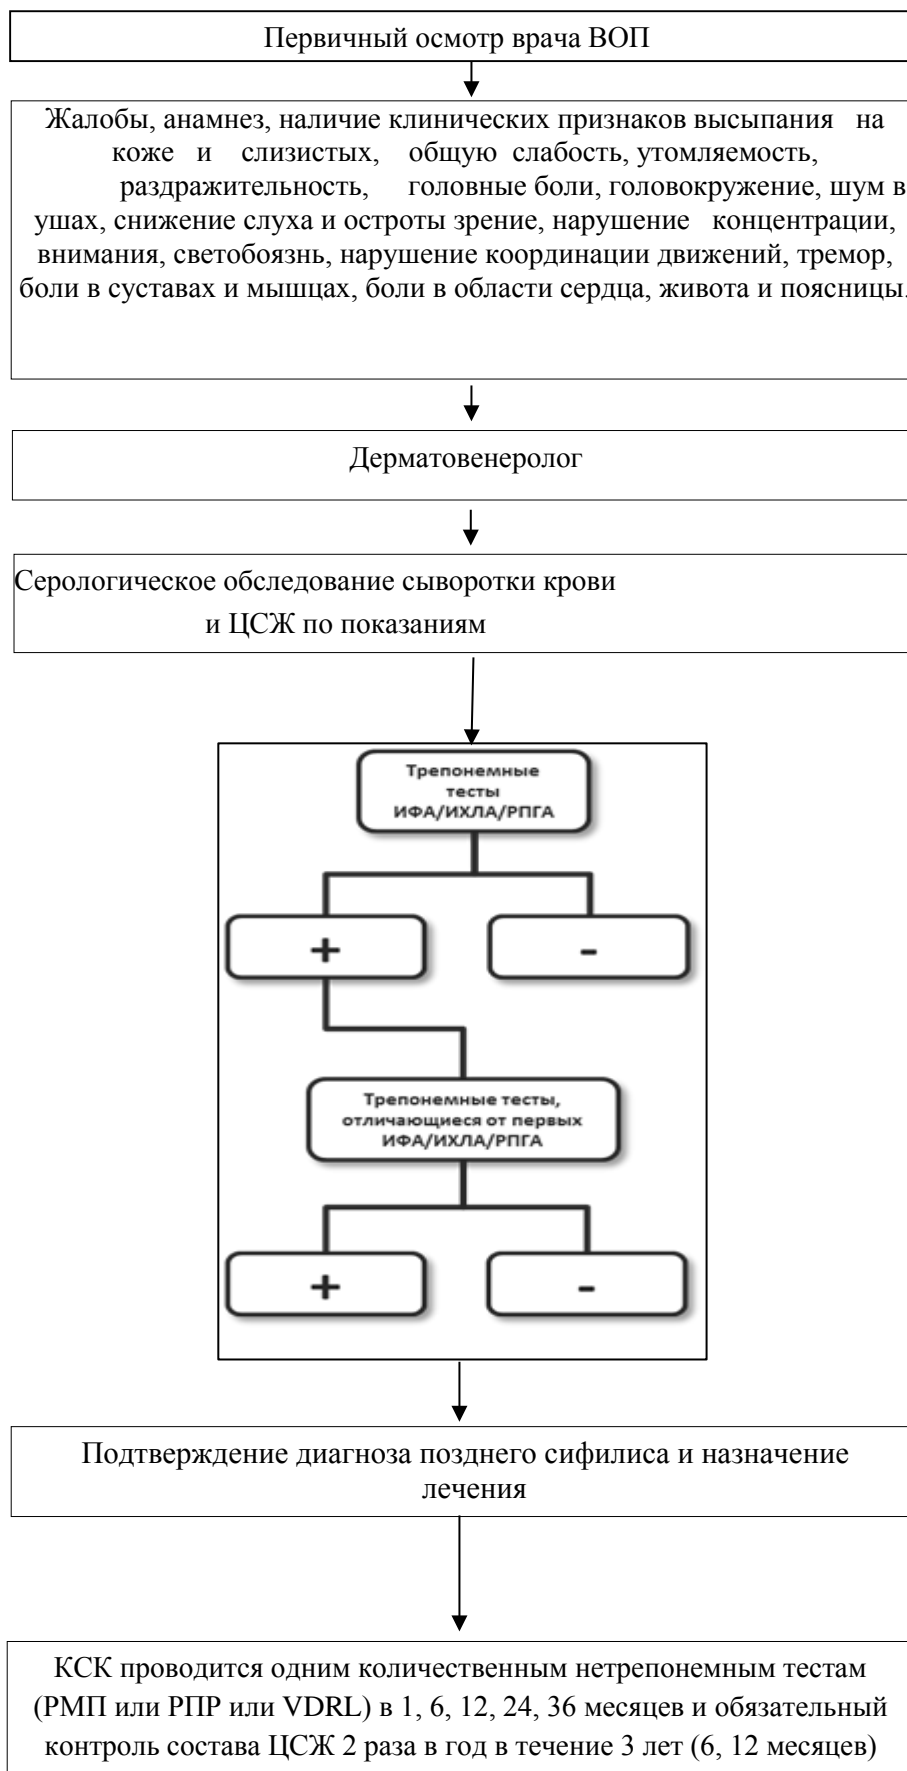 Первичный осмотр врача ВОП
Жалобы, анамнез, наличие клинических признаков высыпания на
коже и слизистых, общую слабость, утомляемость,
раздражительность, головные боли, головокружение, шум в
ушах, снижение слуха и остроты зрение, нарушение концентрации,
внимания, светобоязнь, нарушение координации движений, тремор,
боли в суставах и мышцах, боли в области сердца, живота и поясницы.
Дерматовенеролог
Серологическое обследование сыворотки крови
и ЦСЖ по показаниям
Трепонемные
тесты
ИФА/ИХЛА/РПГА
+
-
Трепонемные тесты,
отличающиеся от первых
ИФА/ИХЛА/РПГА
+
-
Подтверждение диагноза позднего сифилиса и назначение
лечения
КСК проводится одним количественным нетрепонемным тестам
(РМП или РПР или VDRL) в 1, 6, 12, 24, 36 месяцев и обязательный
контроль состава ЦСЖ 2 раза в год в течение 3 лет (6, 12 месяцев)